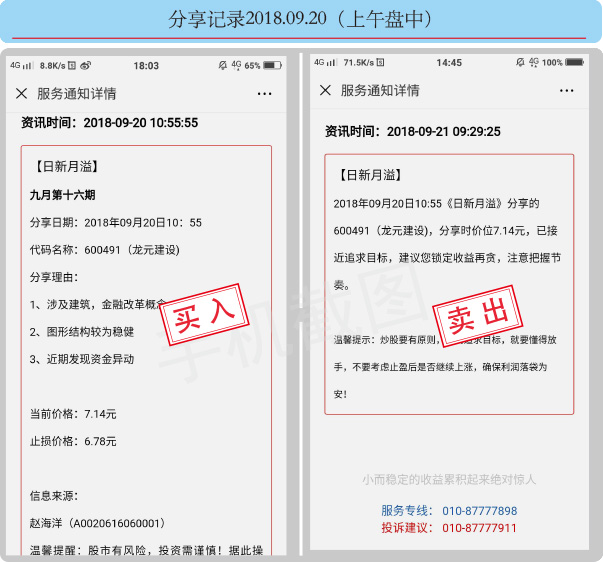 分享记录2018.09.20（上午盘中）
4G 8.8K/s 18:03 4G 65%
服务通知详情
资讯时间：2018-09-20 10:55:55
【日新月溢】
九月第十六期
分享日期：2018年09月20日10：55
代码名称：600491（龙元建设)
分享理由：
1、涉及建筑，金融改革概念
2、图形结构较为稳健
3、近期发现资金异动
买入
当前价格：7.14元
止损价格：6.78元
信息来源：
赵海洋（A0020616060001）
温馨提醒：股市有风险，投资需谨慎！据此操
4G 71.5K/s 14:45 4G 100%
服务通知详情
资讯时间：2018-09-21 09:29:25
【日新月溢】
2018年09月20日10:55《日新月溢》分享的
600491（龙元建设)，分享时价位7.14元，已接
近追求目标，建议您锁定收益再贪，注意把握节
奏。
卖出
温馨提示：炒股要有原则，追求目标，就要懂得放
手，不要考虑止盈后是否继续上涨，确保利润落袋为
安！
小而稳定的收益累积起来绝对惊人
服务专线： 010-87777898
投诉建议： 010-87777911
手机截图